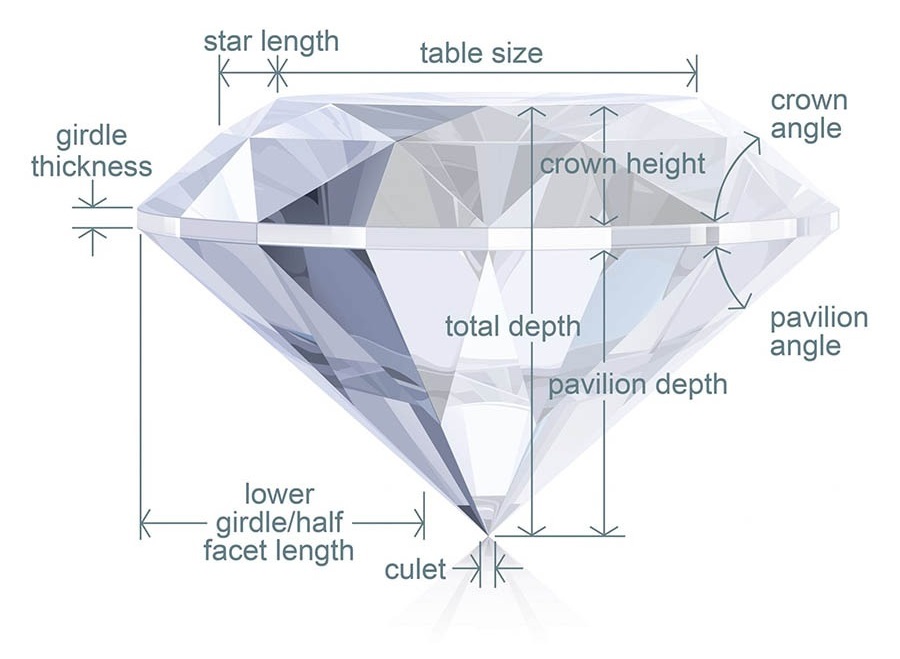 star length
table size
crown
angle
girdle
thickness
crown height
total depth
pavilion
angle
pavilion depth
lower
girdle/half
facet length
culet